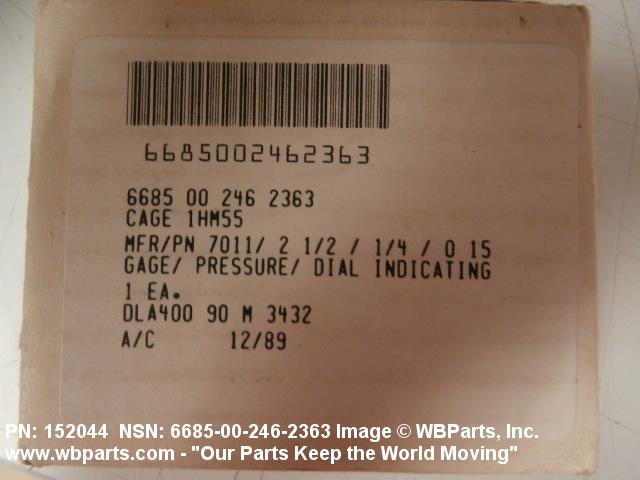 6685002462363
6685 00 246 2363
CAGE 1HM55
MFR/PN 7011/ 2 1/2 / 1/4 / 0 15
GAGE/ PRESSURE/ DIAL INDICATING
1 EA.
DLA400 90 M 3432
A/C 12/89
PN: 152044 NSN: 6685-00-246-2363 Image © WBParts, Inc.
www.wbparts.com - "Our Parts Keep the World Moving"